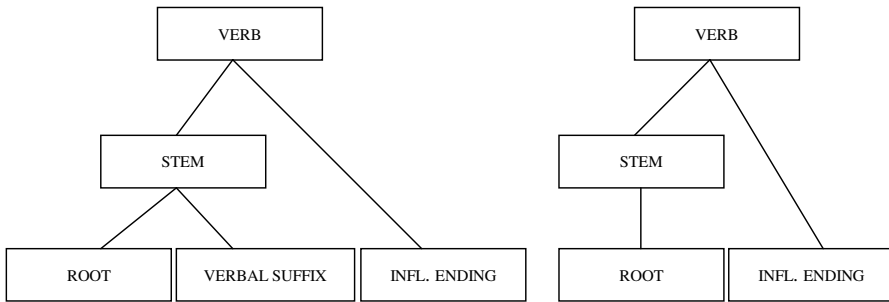 VERB
STEM
ROOT
VERBAL SUFFIX
INFL. ENDING
VERB
STEM
ROOT
INFL. ENDING